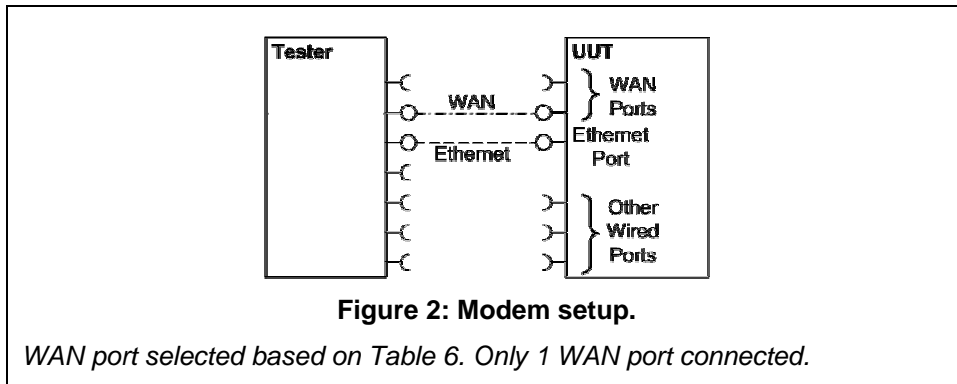 Tester
UUT
WAN
WAN
Ports
Ethernet
Ethernet
Port
Other
Wired
Ports
Figure 2: Modem setup.
WAN port selected based on Table 6. Only 1 WAN port connected.